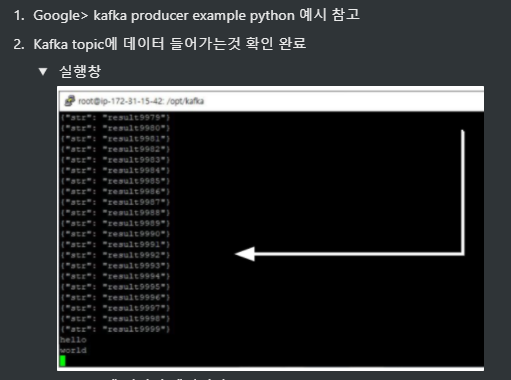 1. Google> kafka producer example python 예시 참고
2. Kafka topic에 데이터 들어가는것 확인 완료
▼ 실행창
root@ip-172-31-15-42: /opt/kafka
{"str": "result9979"}
{"str": "result9980"}
{"str": "result9981"}
{"str": "result9982"}
{"str": "result9983"}
{"str": "result9984"}
{"str": "result9985"}
{"str": "result9986"}
{"str": "result9987"}
{"str": "result9988"}
{"str": "result9989"}
{"str": "result9990"}
{"str": "result9991"}
{"str": "result9992"}
{"str": "result9993"}
{"str": "result9994"}
{"str": "result9995"}
{"str": "result9996"}
{"str": "result9997"}
{"str": "result9998"}
{"str": "result9999"}
hello
world